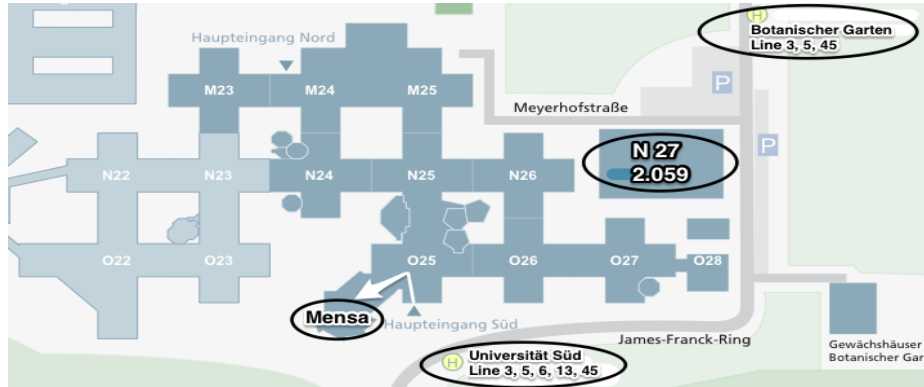 H
Botanischer Garten
Line 3, 5, 45
Haupteingang Nord
P
M23
M24
M25
Meyerhofstraße
P
N 27
2.059
N22
N23
N24
N25
N26
O22
O23
O25
O26
O27
O28
Mensa
Haupteingang Süd
James-Franck-Ring
Gewächshäuser
Botanischer Gar
H
Universität Süd
Line 3, 5, 6, 13, 45